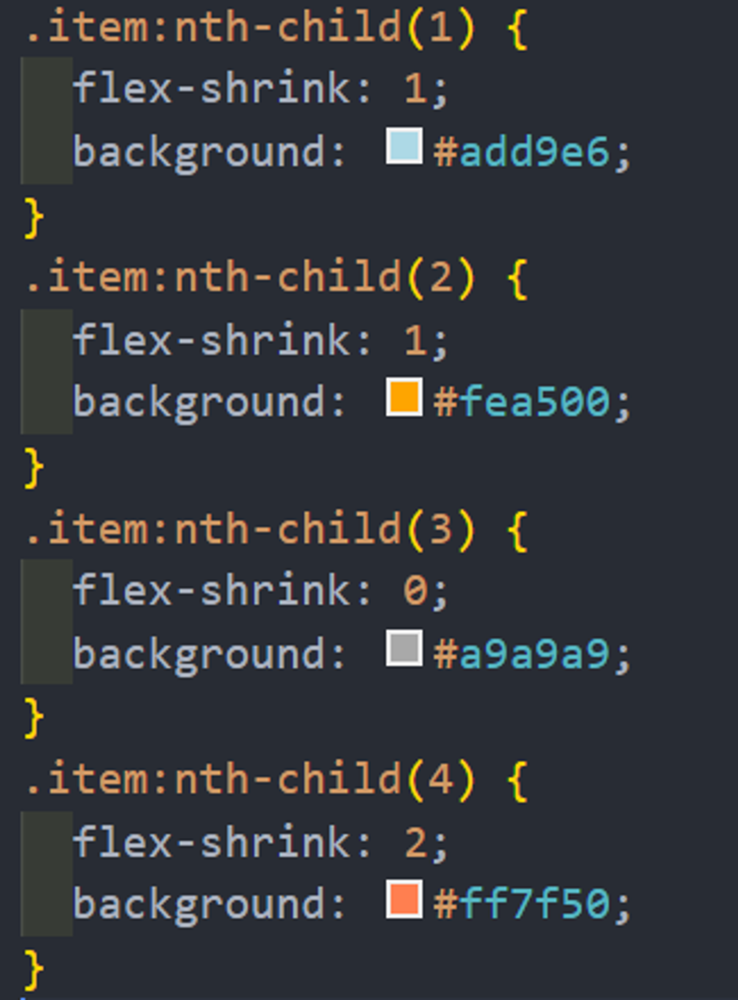 .item:nth-child(1) {
flex-shrink: 1;
background: #add9e6;
}
.item:nth-child(2) {
flex-shrink: 1;
background: #fea500;
}
.item:nth-child(3) {
flex-shrink: 0;
background: #a9a9a9;
}
.item:nth-child(4) {
flex-shrink: 2;
background: #ff7f50;
}